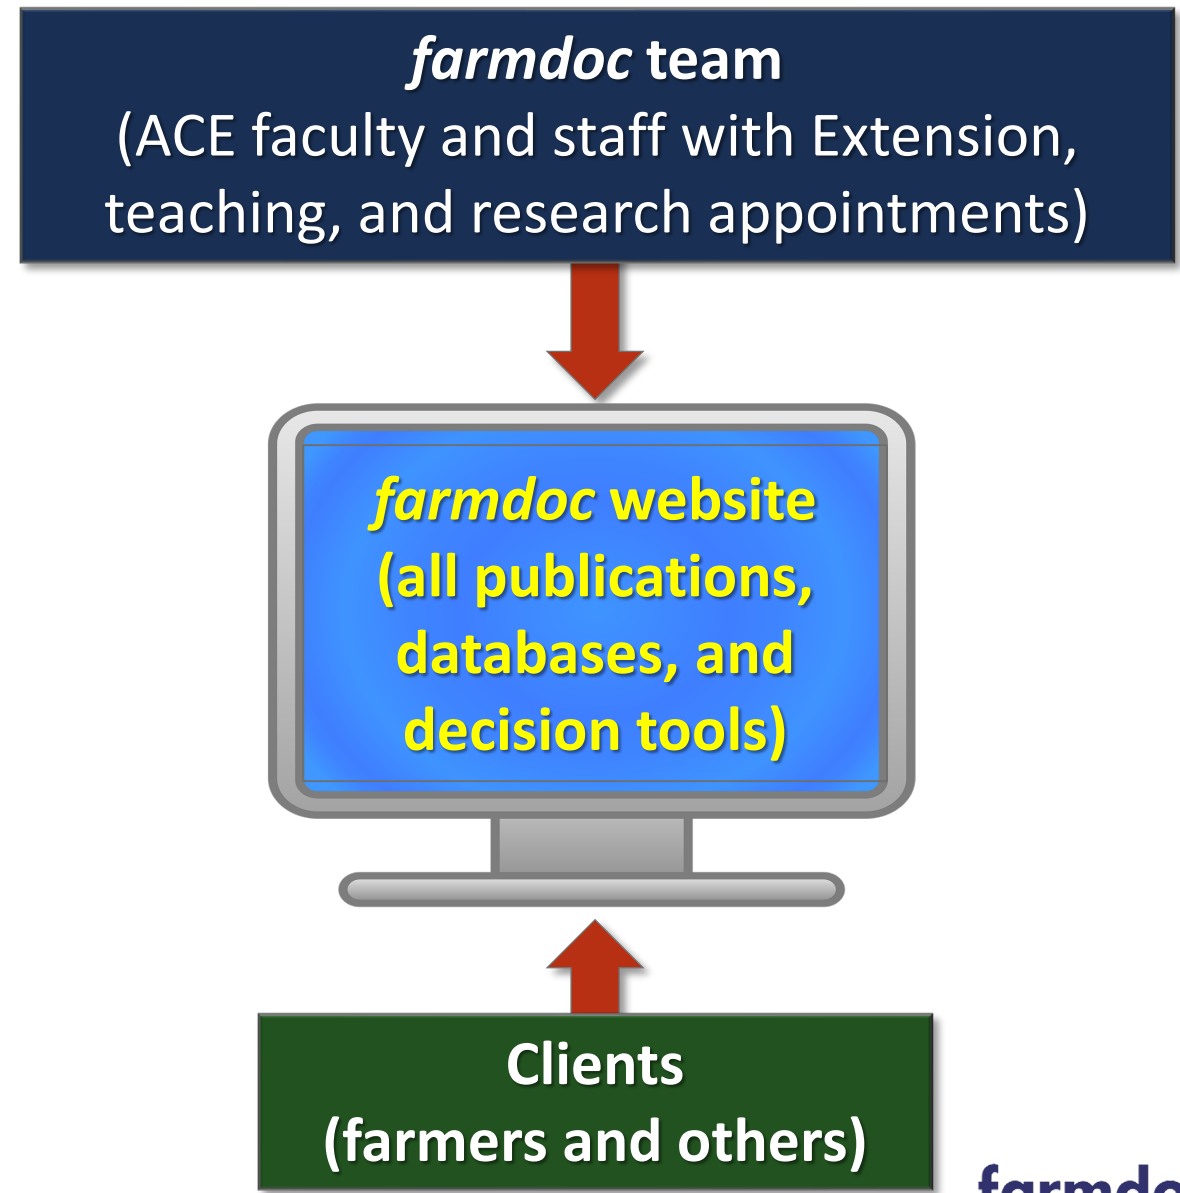 farmdoc team
(ACE faculty and staff with Extension,
teaching, and research appointments)
farmdoc website
(all publications,
databases, and
decision tools)
Clients
(farmers and others)